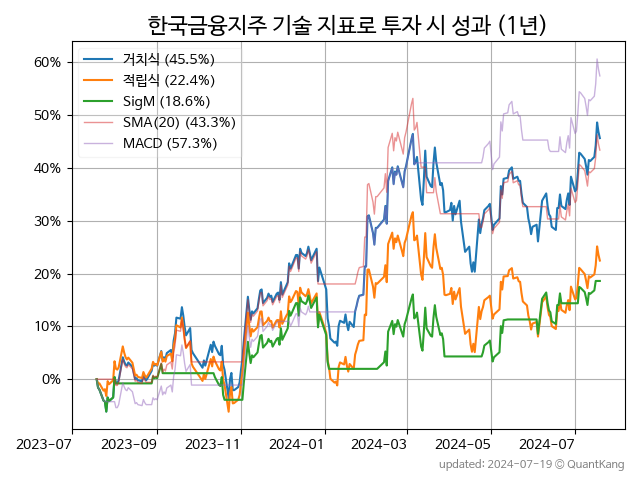 한국금융지주 기술 지표로 투자 시 성과 (1년)
거치식 (45.5%)
적립식 (22.4%)
SigM (18.6%)
SMA(20) (43.3%)
MACD (57.3%)
60%
50%
40%
30%
20%
10%
0%
2023-07 2023-09 2023-11 2024-01 2024-03 2024-05 2024-07
updated: 2024-07-19 © QuantKang